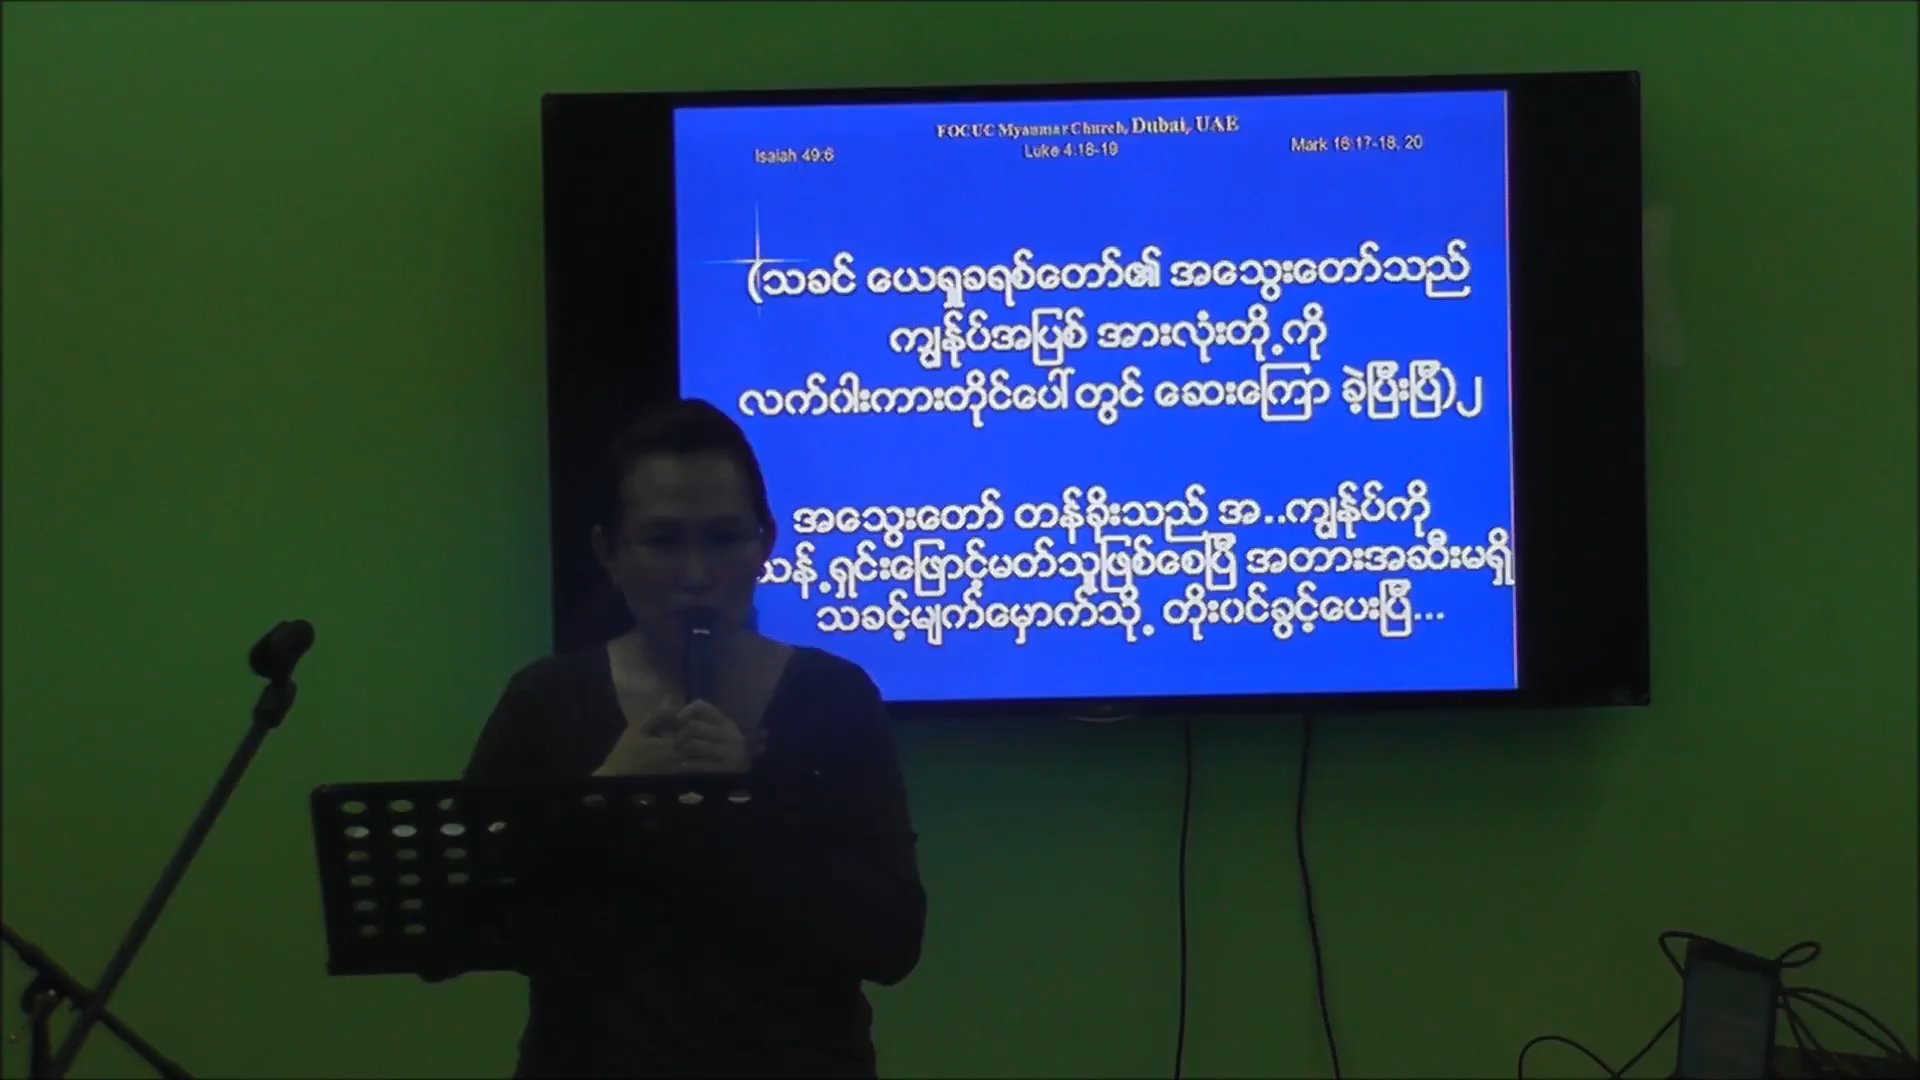 FOCUC Myanmar Church, Dubai, UAE
Isaiah 49:6 Luke 4:18-19 Mark 16:17-18, 20
(သခင် ယေရှုခရစ်တော်၏ အသွေးတော်သည်
ကျွန်ုပ်အပြစ် အားလုံးတို့ကို
လက်ဝါးကားတိုင်ပေါ်တွင် ဆေးကြော ခဲ့ပြီးပြီ)၂
အသွေးတော် တန်ခိုးသည် အ..ကျွန်ုပ်ကို
သန့်ရှင်းဖြောင့်မတ်သူဖြစ်စေပြီ အတားအဆီးမရှိ
သခင့်မျက်မှောက်သို့ တိုးဝင်ခွင့်ပေးပြီ...